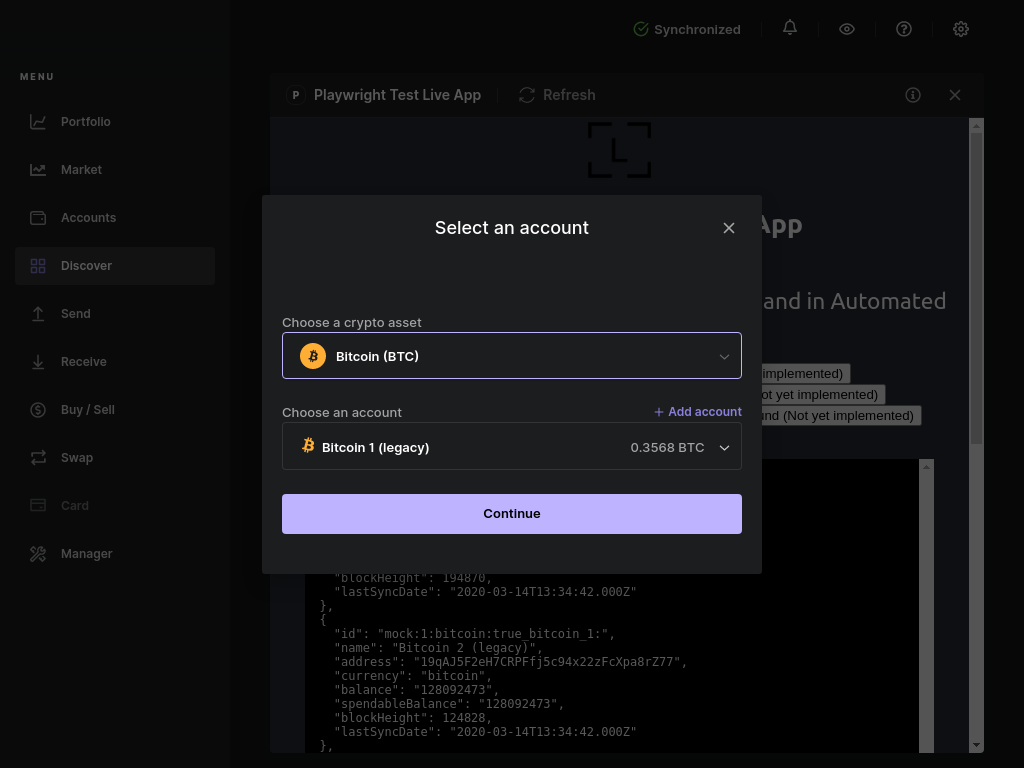 Synchronized
MENU
P Playwright Test Live App Refresh
Portfolio
Market
Accounts
Discover
Send
Receive
Buy / Sell
Swap
Card
Manager
L
App
and in Automated
implemented)
ot yet implemented)
und (Not yet implemented)
Select an account
Choose a crypto asset
Bitcoin (BTC)
Choose an account + Add account
Bitcoin 1 (legacy) 0.3568 BTC
Continue
"blockHeight": 194870,
"lastSyncDate": "2020-03-14T13:34:42.000Z"
},
{
"id": "mock:1:bitcoin:true_bitcoin_1:",
"name": "Bitcoin 2 (legacy)",
"address": "19qAJ5F2eH7CRPFfj5c94x22zFcXpa8rZ77",
"currency": "bitcoin",
"balance": "128092473",
"spendableBalance": "128092473",
"blockHeight": 124828,
"lastSyncDate": "2020-03-14T13:34:42.000Z"
},